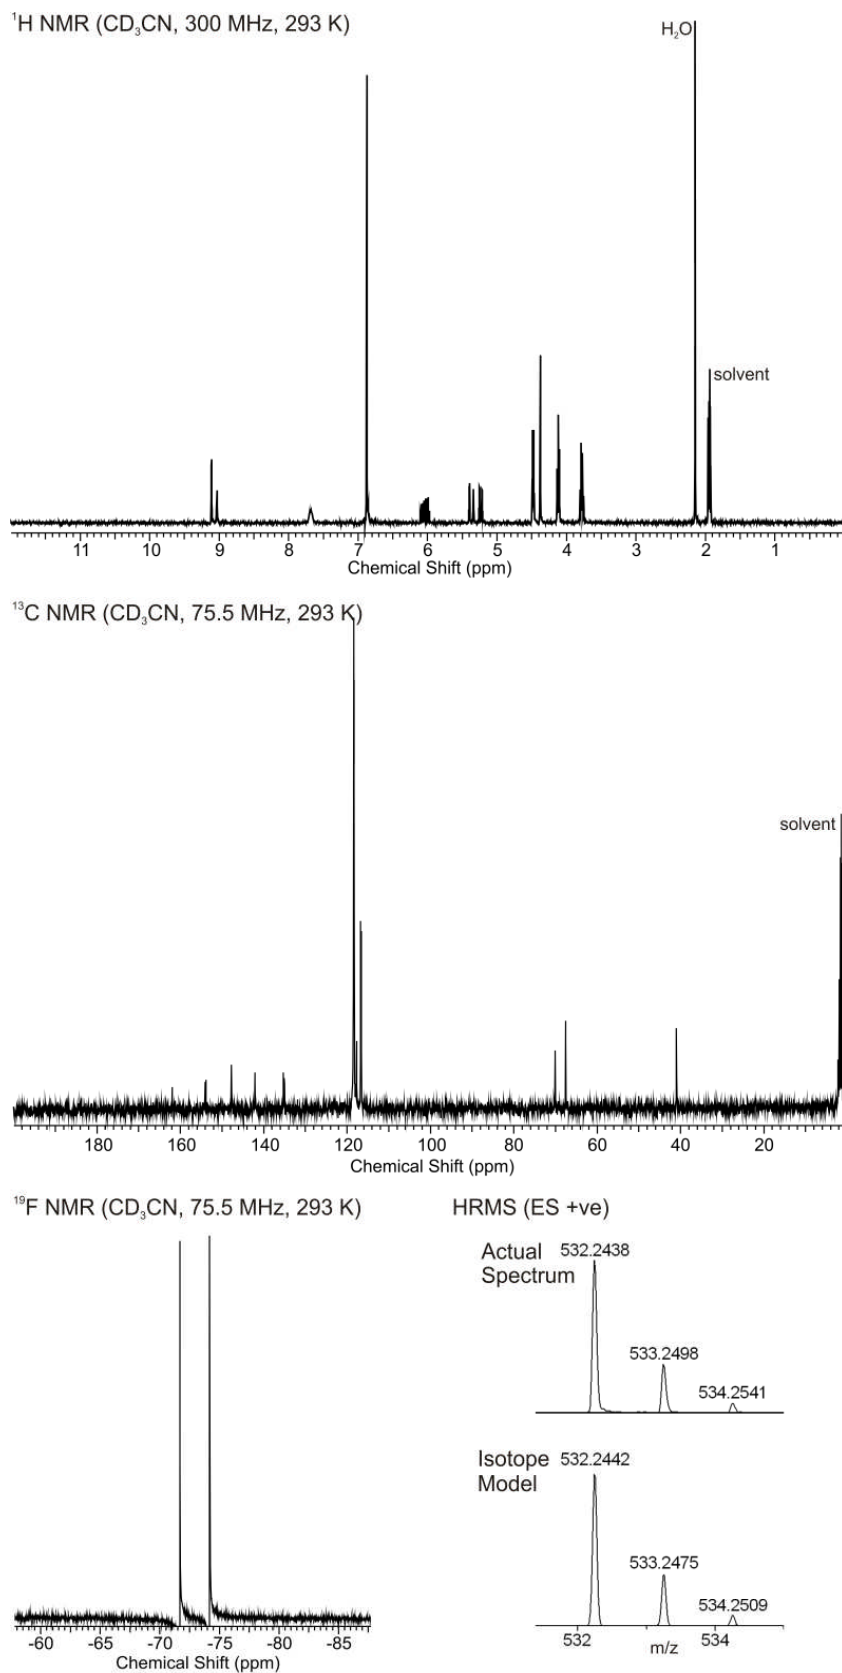 ¹H NMR (CD₃CN, 300 MHz, 293 K)
H₂O
solvent
11 10 9 8 7 6 5 4 3 2 1
Chemical Shift (ppm)
¹³C NMR (CD₃CN, 75.5 MHz, 293 K)
solvent
180 160 140 120 100 80 60 40 20
Chemical Shift (ppm)
¹⁹F NMR (CD₃CN, 75.5 MHz, 293 K)
-60 -65 -70 -75 -80 -85
Chemical Shift (ppm)
HRMS (ES +ve)
Actual
Spectrum
532.2438
533.2498
534.2541
Isotope
Model
532.2442
533.2475
534.2509
532 534
m/z